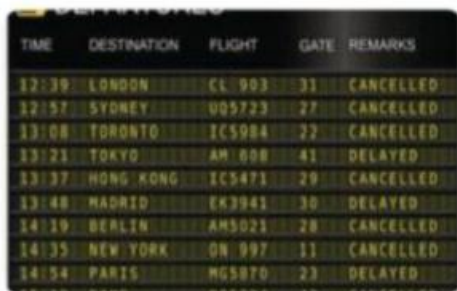 DEPARTURES
TIME DESTINATION FLIGHT GATE REMARKS
12:39 LONDON CL 903 31 CANCELLED
12:57 SYDNEY UQ5723 27 CANCELLED
13:08 TORONTO IC5984 22 CANCELLED
13:21 TOKYO AM 608 41 DELAYED
13:37 HONG KONG IC5471 29 CANCELLED
13:48 MADRID EK3941 30 DELAYED
14:19 BERLIN AM5021 28 CANCELLED
14:35 NEW YORK ON 997 11 CANCELLED
14:54 PARIS MG5870 23 DELAYED